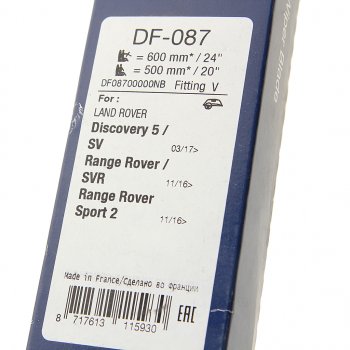 DF-087
= 600 mm* / 24"
= 500 mm* / 20"
DF08700000NB Fitting V
For :
LAND ROVER
Discovery 5 /
SV 03/17>
Range Rover /
SVR 11/16>
Range Rover
Sport 2 11/16>
Made in France/Сделано во франции
8 717613 115930
EAC
Wiper Blade